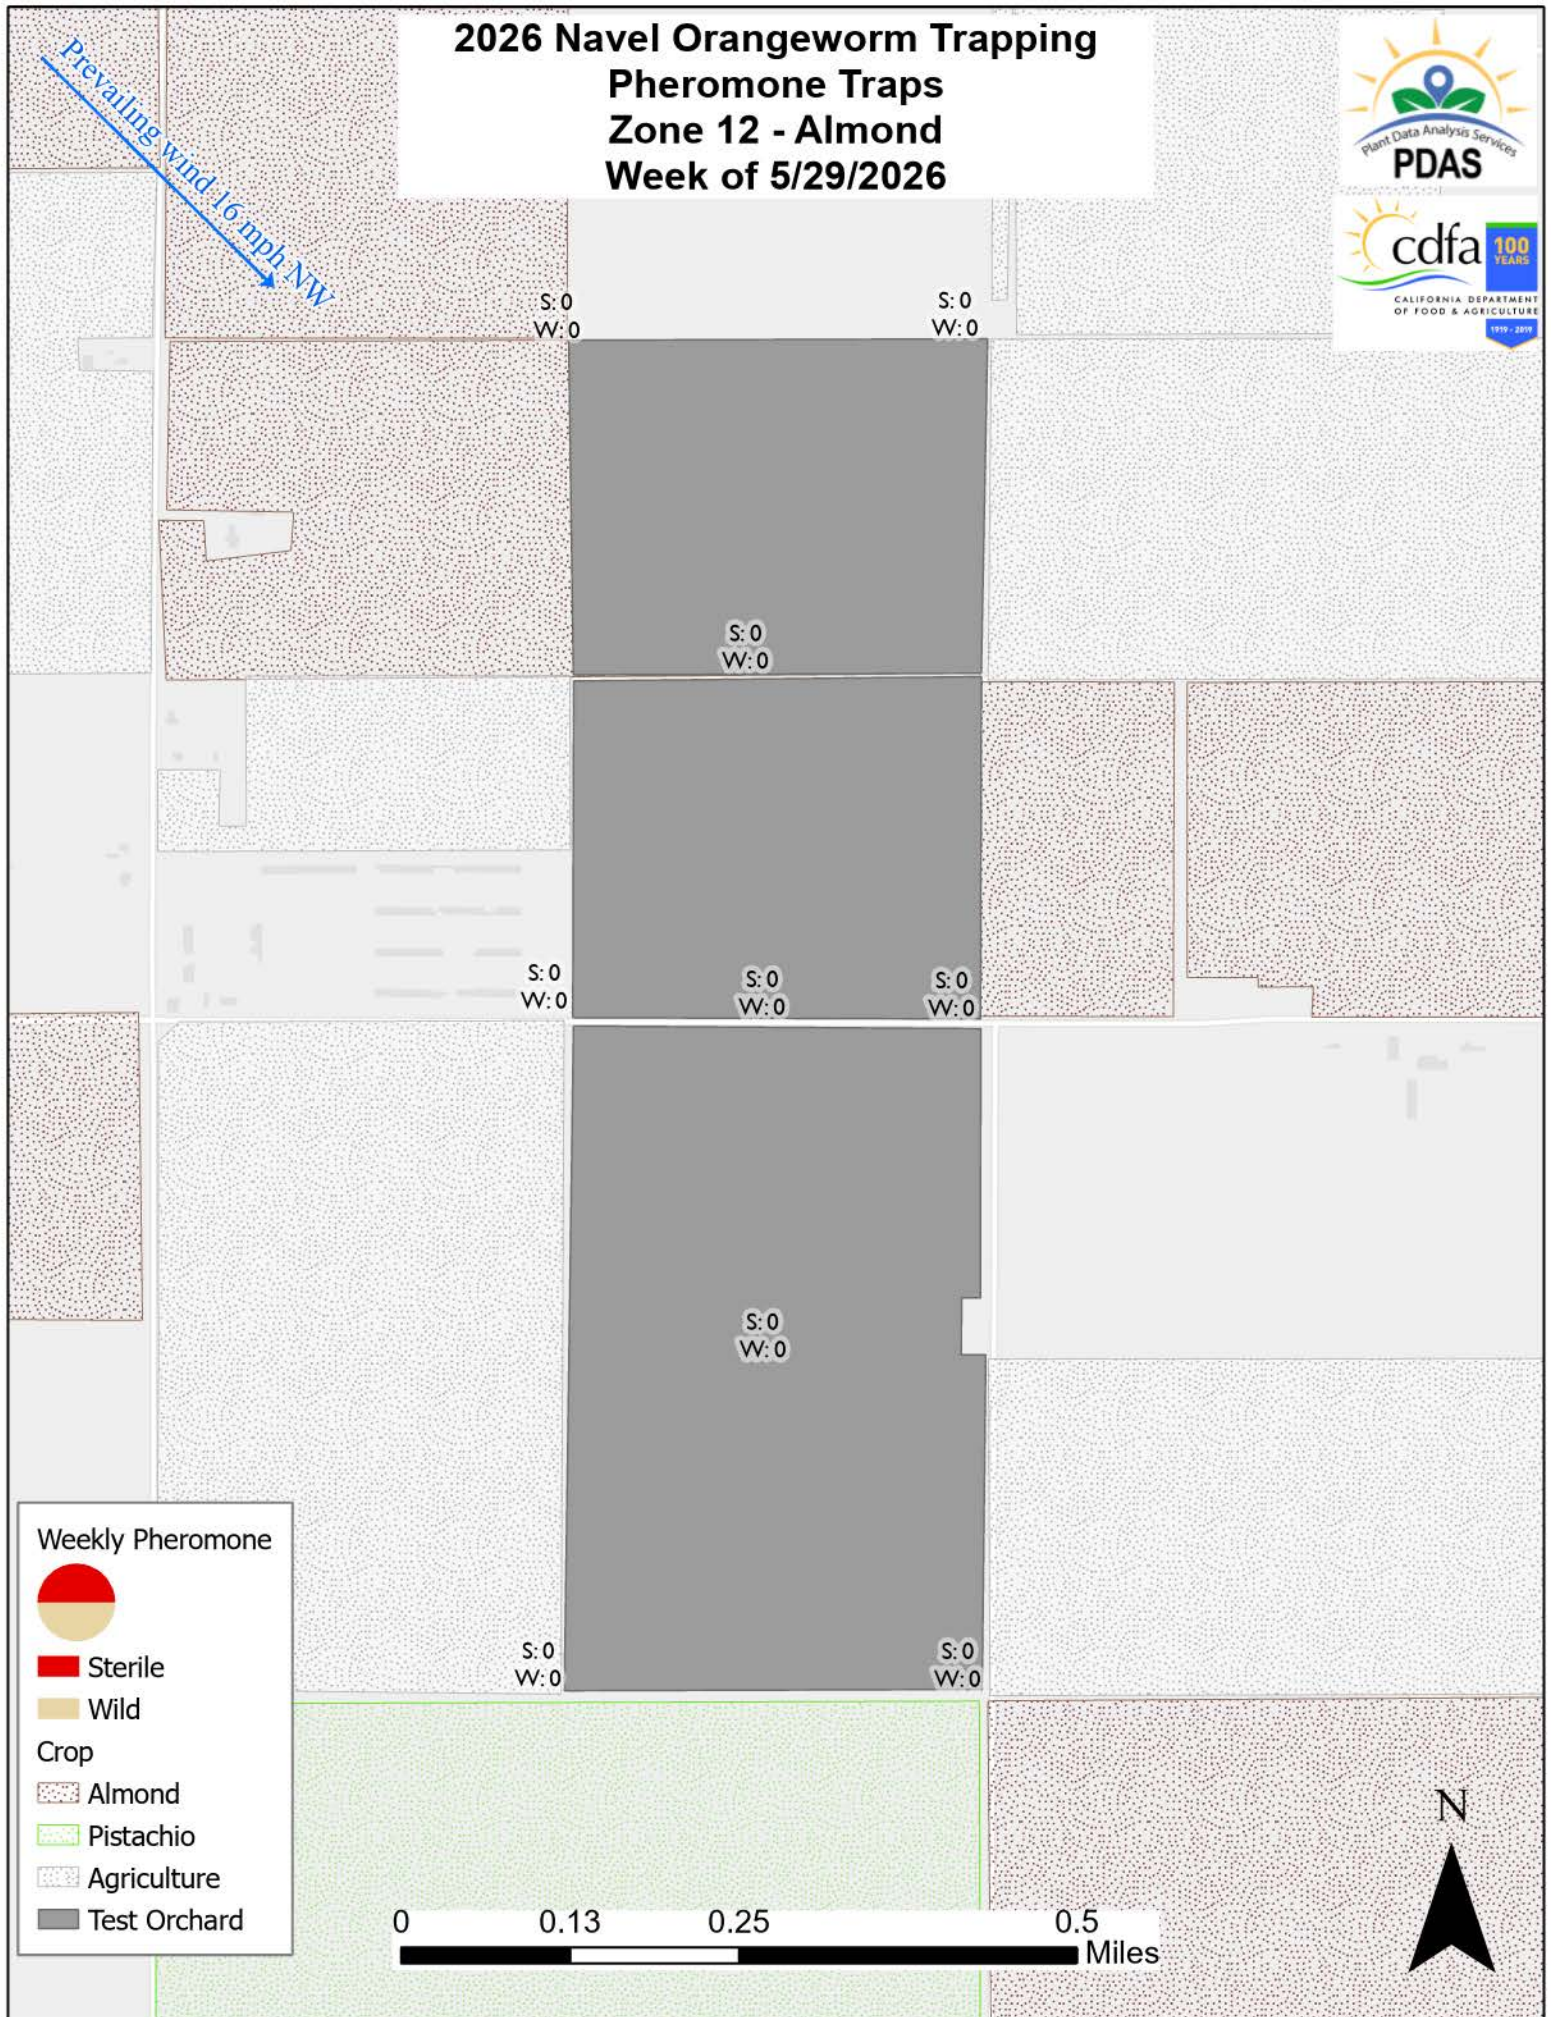 2026 Navel Orangeworm Trapping
Pheromone Traps
Zone 12 - Almond
Week of 5/29/2026
Prevailing wind 16 mph NW
Plant Data Analysis Services
PDAS
cdfa
100
YEARS
CALIFORNIA DEPARTMENT
OF FOOD & AGRICULTURE
1919 - 2019
S: 0
W: 0
S: 0
W: 0
S: 0
W: 0
S: 0
W: 0
S: 0
W: 0
S: 0
W: 0
S: 0
W: 0
S: 0
W: 0
S: 0
W: 0
Weekly Pheromone
Sterile
Wild
Crop
Almond
Pistachio
Agriculture
Test Orchard
0 0.13 0.25 0.5
Miles
N